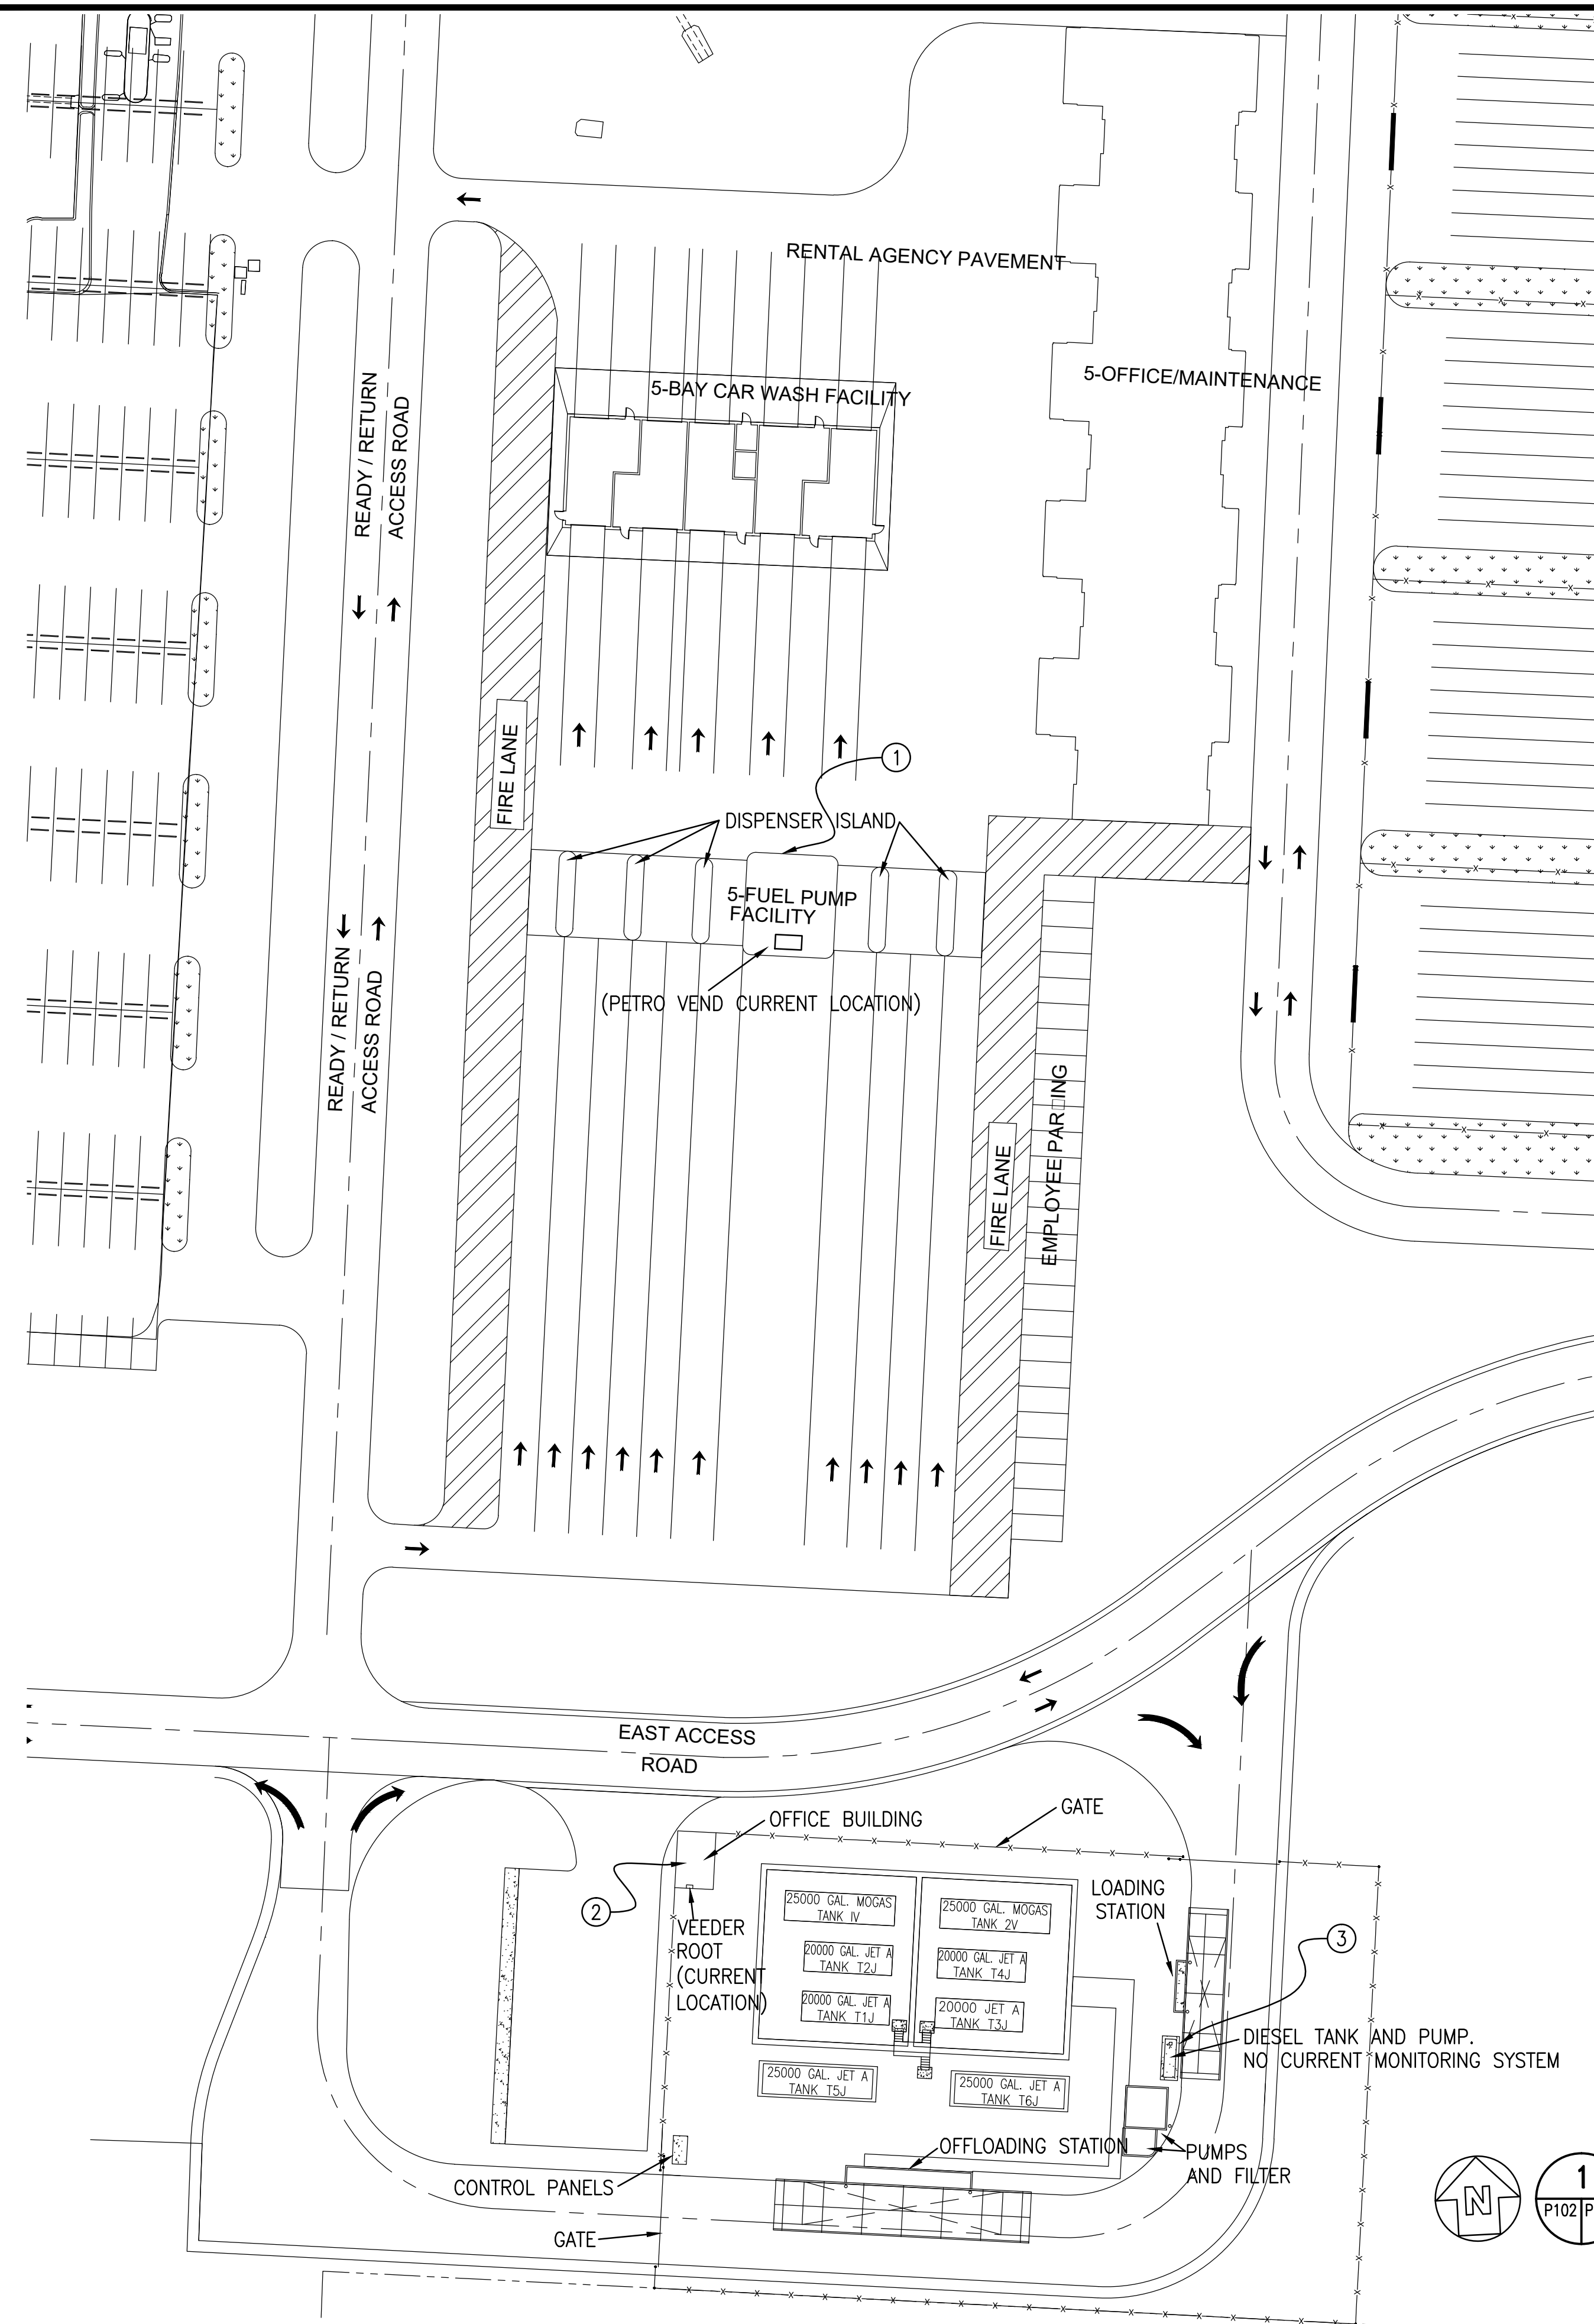 RENTAL AGENCY PAVEMENT
5-BAY CAR WASH FACILITY
5-OFFICE/MAINTENANCE
READY / RETURN
ACCESS ROAD
FIRE LANE
1
DISPENSER ISLAND
5-FUEL PUMP
FACILITY
(PETRO VEND CURRENT LOCATION)
READY / RETURN
ACCESS ROAD
FIRE LANE
EMPLOYEE PAR□ING
EAST ACCESS
ROAD
OFFICE BUILDING
GATE
2
VEEDER
ROOT
(CURRENT
LOCATION)
25000 GAL. MOGAS
TANK IV
25000 GAL. MOGAS
TANK 2V
20000 GAL. JET A
TANK T2J
20000 GAL. JET A
TANK T4J
20000 GAL. JET A
TANK T1J
20000 JET A
TANK T3J
25000 GAL. JET A
TANK T5J
25000 GAL. JET A
TANK T6J
LOADING
STATION
3
DIESEL TANK AND PUMP.
NO CURRENT MONITORING SYSTEM
OFFLOADING STATION
PUMPS
AND FILTER
CONTROL PANELS
GATE
N
1
P102 P